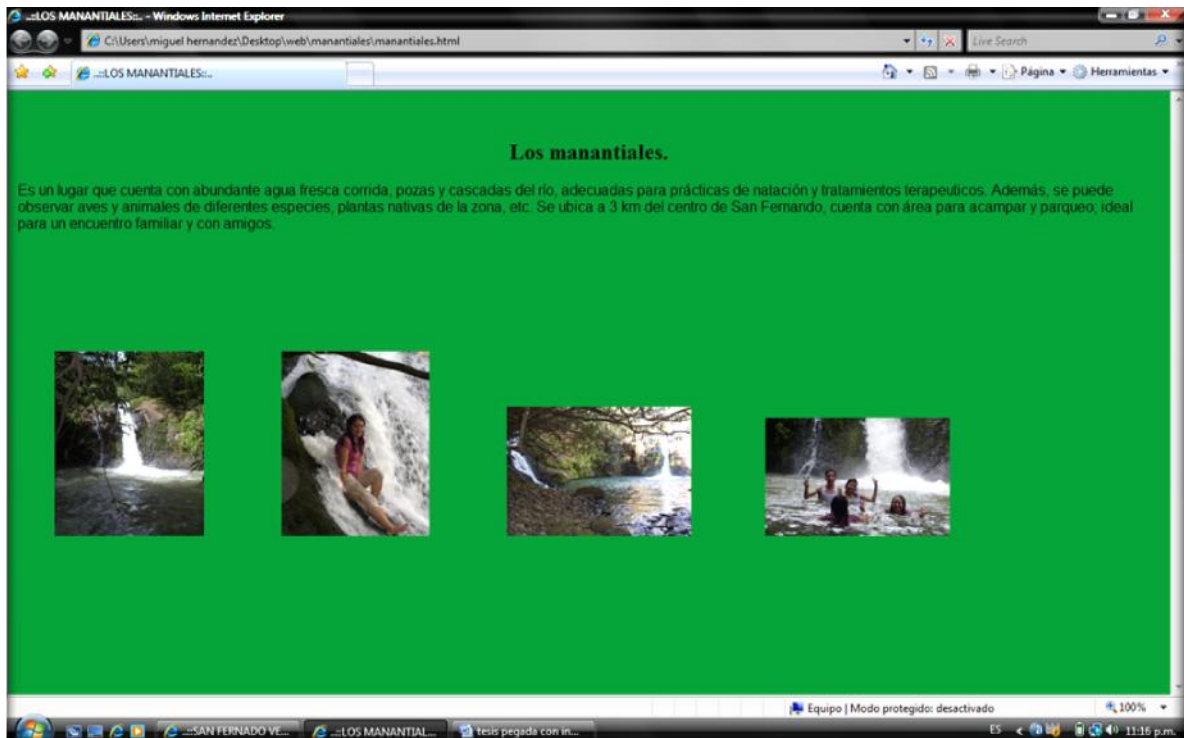 ..::LOS MANANTIALES::.. - Windows Internet Explorer
C:\Users\miguel hernandez\Desktop\web\manantiales\manantiales.html
Live Search
..::LOS MANANTIALES::..
Página
Herramientas
Los manantiales.
Es un lugar que cuenta con abundante agua fresca corrida, pozas y cascadas del río, adecuadas para prácticas de natación y tratamientos terapeuticos. Además, se puede
observar aves y animales de diferentes especies, plantas nativas de la zona, etc. Se ubica a 3 km del centro de San Fernando, cuenta con área para acampar y parqueo; ideal
para un encuentro familiar y con amigos.
Equipo | Modo protegido: desactivado
100%
..::SAN FERNADO VE...
..::LOS MANANTIAL...
tesis pegada con in...
ES
11:16 p.m.